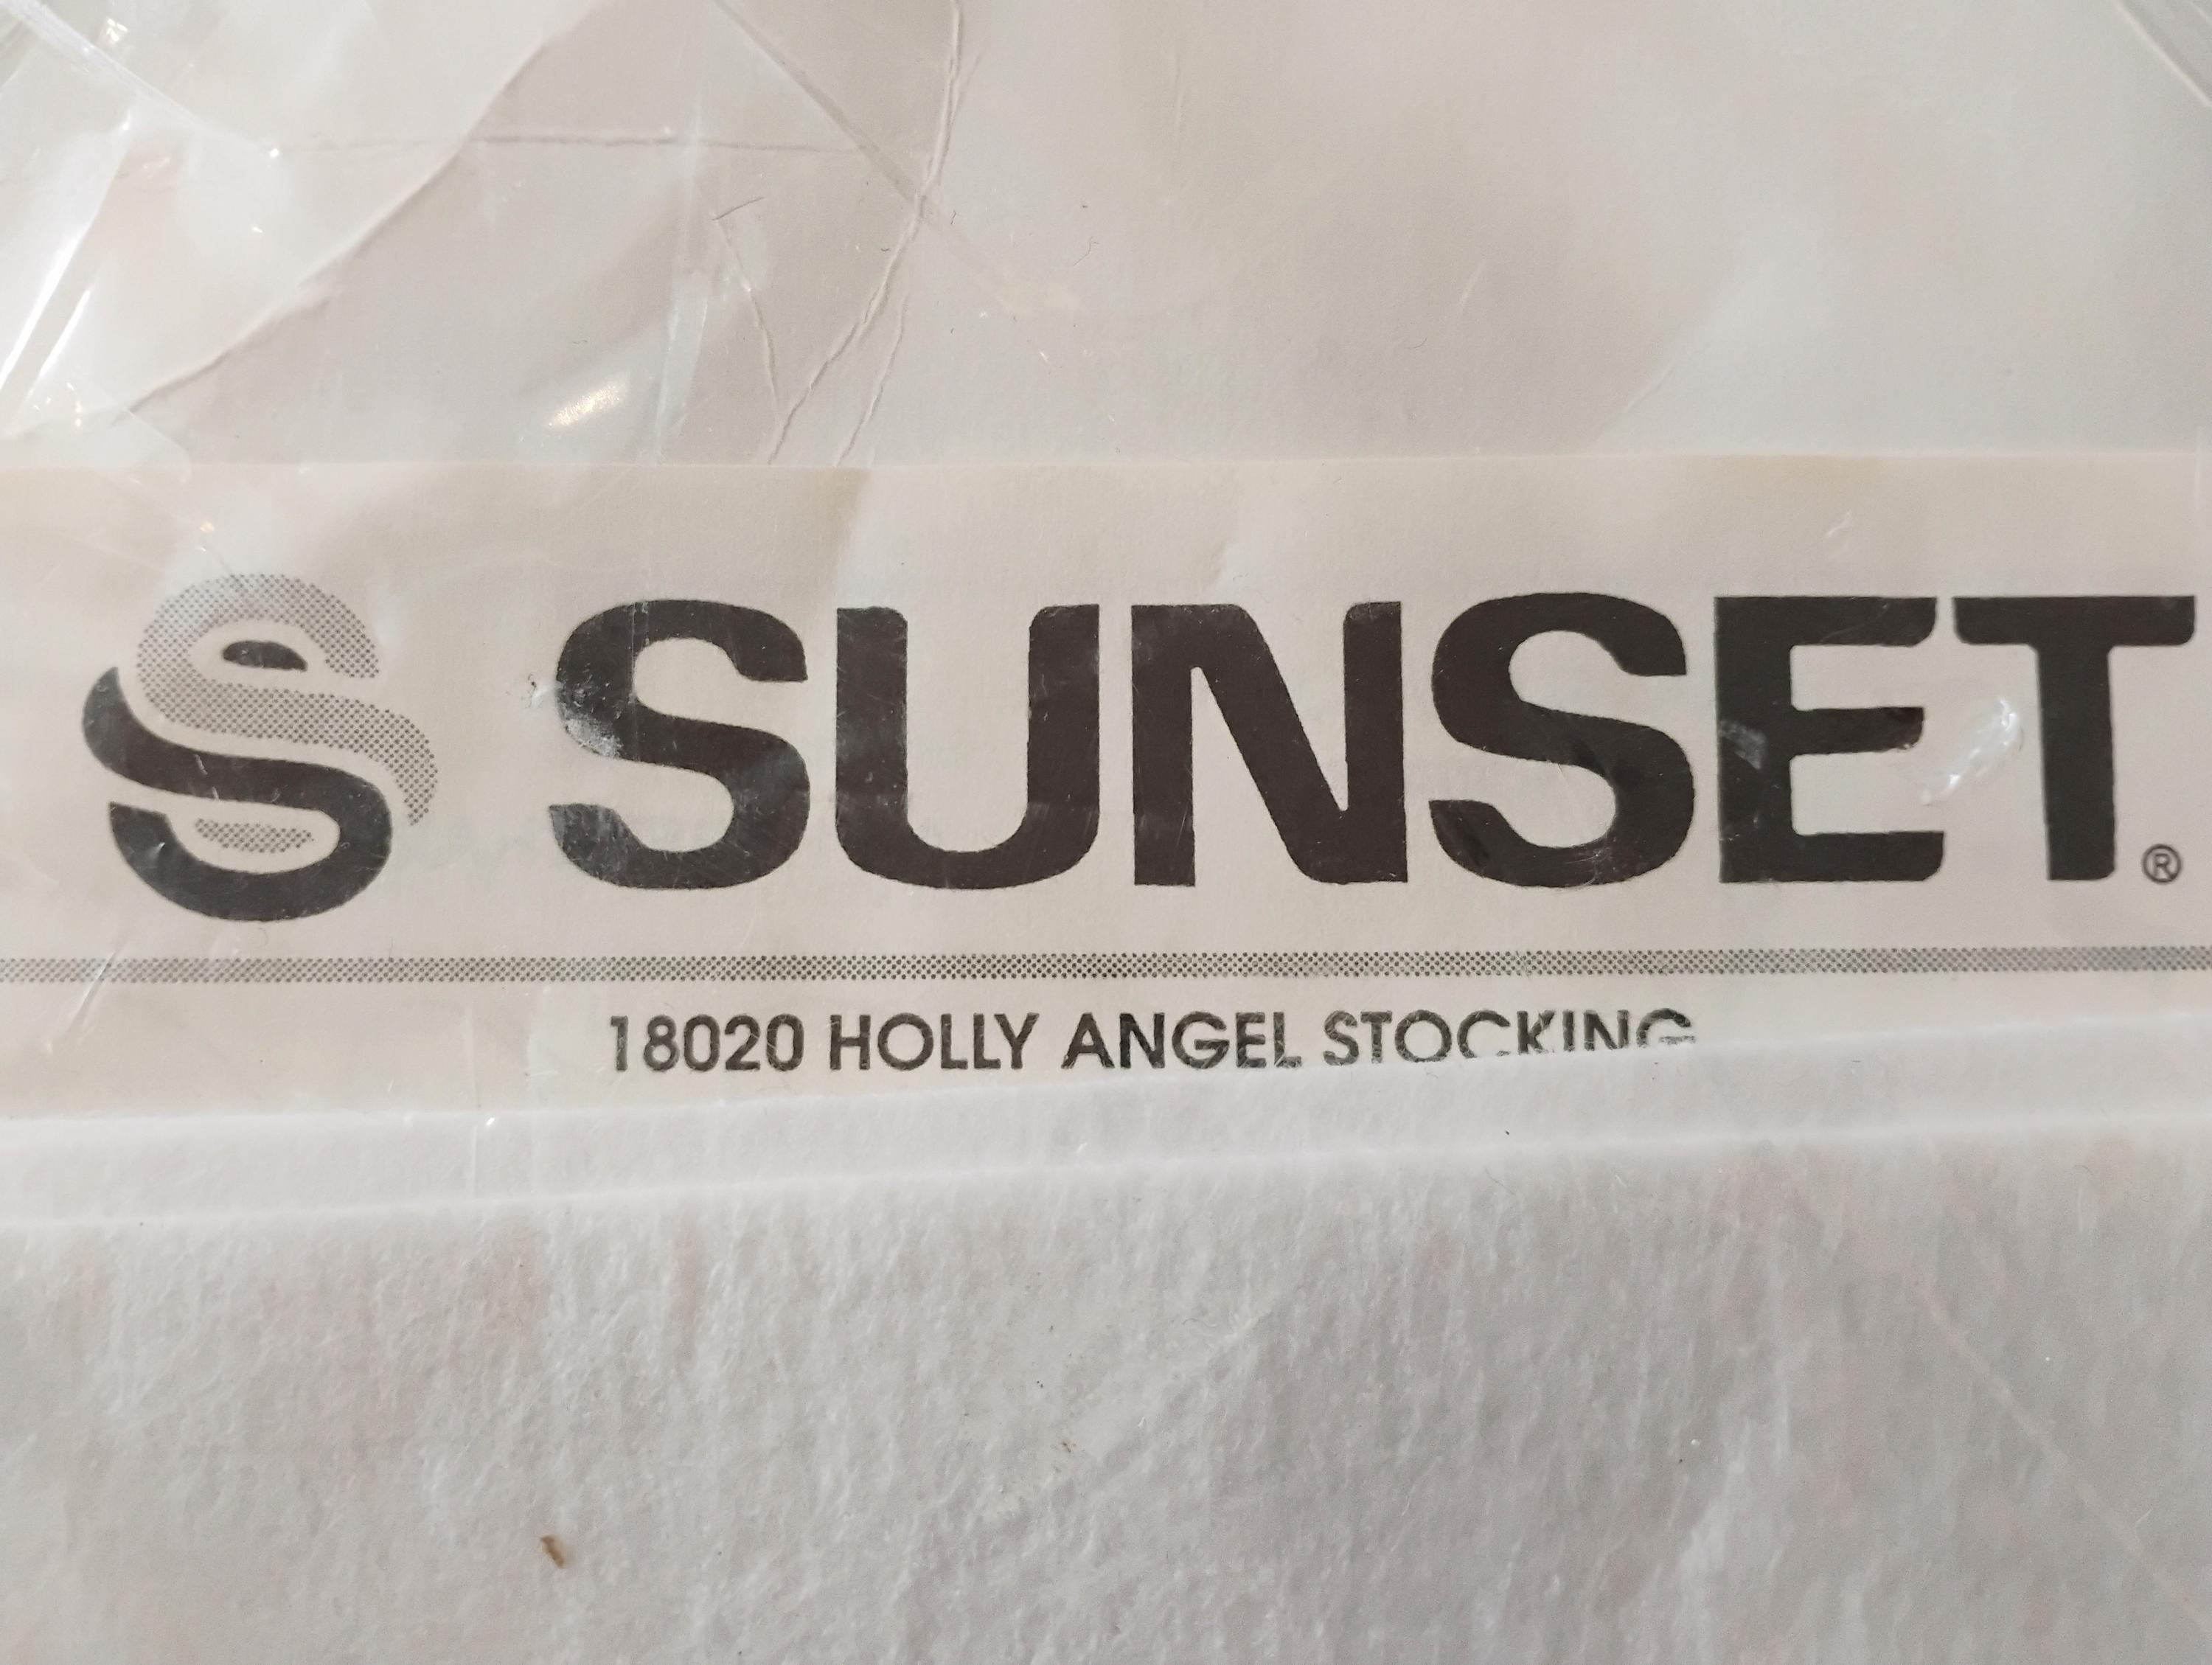 S SUNSET®
18020 HOLLY ANGEL STOCKING